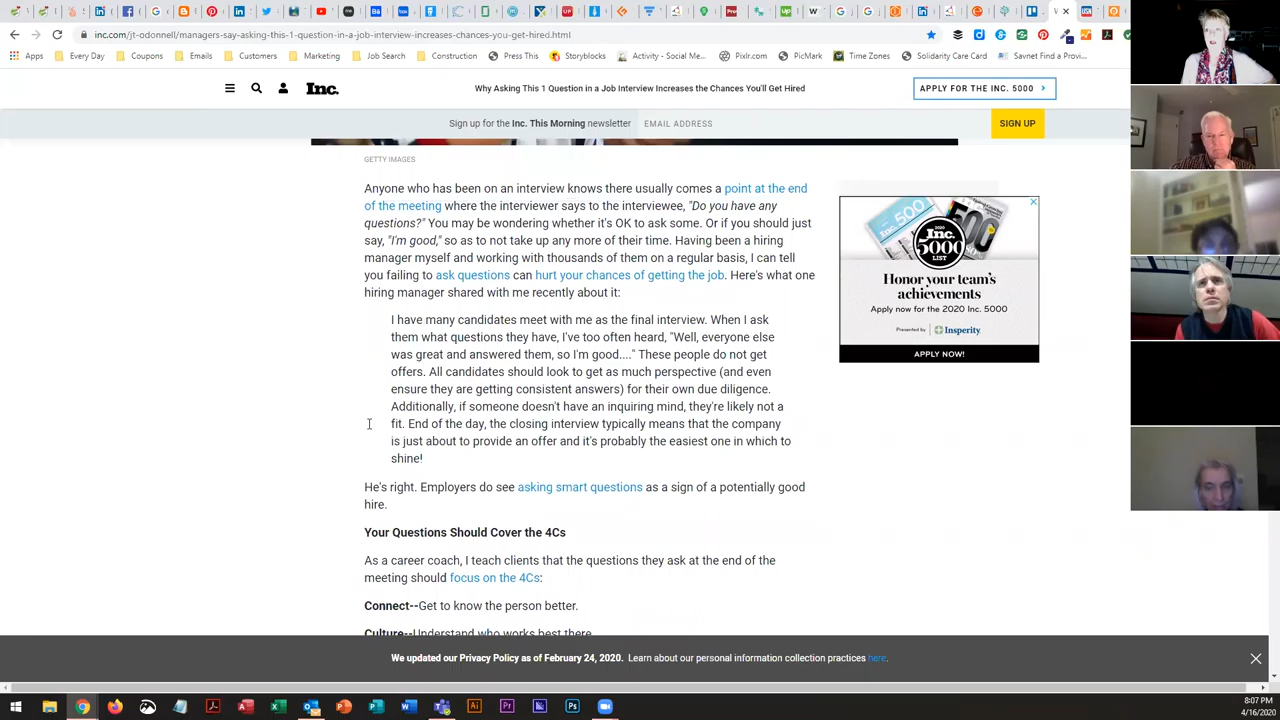 inc.com/jt-odonnell/managers-say-asking-this-1-question-in-a-job-interview-increases-chances-you-get-hired.html
Apps Every Day Coupons Emails Customers Marketing Job Search Construction Press This Storyblocks Activity - Social Me... Pixlr.com PicMark Time Zones Solidarity Care Card Savnet Find a Provi...
Inc. Why Asking This 1 Question in a Job Interview Increases the Chances You'll Get Hired APPLY FOR THE INC. 5000
Sign up for the Inc. This Morning newsletter EMAIL ADDRESS SIGN UP
GETTY IMAGES
Anyone who has been on an interview knows there usually comes a point at the end
of the meeting where the interviewer says to the interviewee, "Do you have any
questions?" You may be wondering whether it's OK to ask some. Or if you should just
say, "I'm good," so as to not take up any more of their time. Having been a hiring
manager myself and working with thousands of them on a regular basis, I can tell
you failing to ask questions can hurt your chances of getting the job. Here's what one
hiring manager shared with me recently about it:
I have many candidates meet with me as the final interview. When I ask
them what questions they have, I've too often heard, "Well, everyone else
was great and answered them, so I'm good...." These people do not get
offers. All candidates should look to get as much perspective (and even
ensure they are getting consistent answers) for their own due diligence.
Additionally, if someone doesn't have an inquiring mind, they're likely not a
fit. End of the day, the closing interview typically means that the company
is just about to provide an offer and it's probably the easiest one in which to
shine!
He's right. Employers do see asking smart questions as a sign of a potentially good
hire.
Your Questions Should Cover the 4Cs
As a career coach, I teach clients that the questions they ask at the end of the
meeting should focus on the 4Cs:
Connect--Get to know the person better.
Culture--Understand who works best there.
Inc.
5000
2020
LIST
Honor your team's
achievements
Apply now for the 2020 Inc. 5000
Presented by Insperity
APPLY NOW!
We updated our Privacy Policy as of February 24, 2020. Learn about our personal information collection practices here.
8:07 PM
4/16/2020